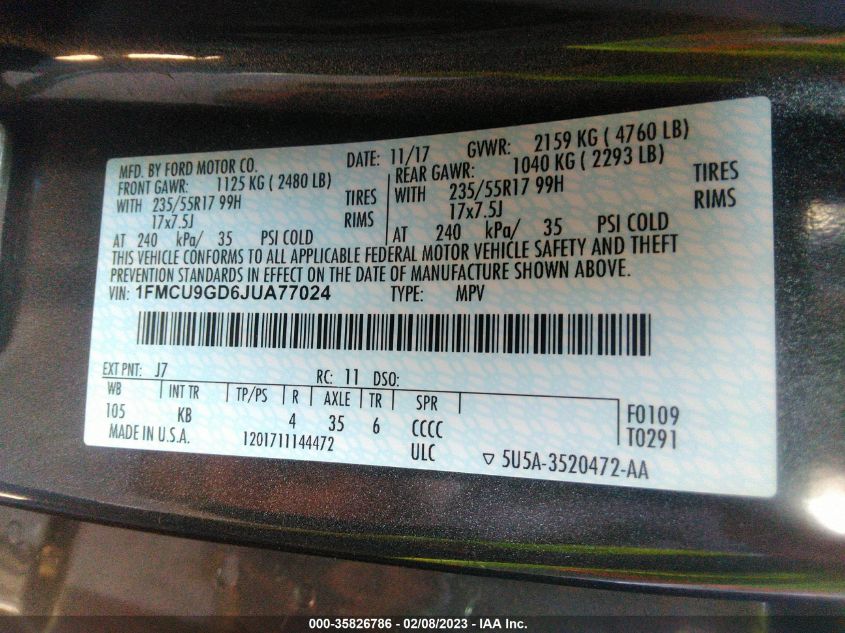 MFD. BY FORD MOTOR CO. DATE: 11/17 GVWR: 2159 KG ( 4760 LB)
FRONT GAWR: 1125 KG ( 2480 LB) REAR GAWR: 1040 KG ( 2293 LB)
WITH 235/55R17 99H TIRES WITH 235/55R17 99H TIRES
17x7.5J RIMS 17x7.5J RIMS
AT 240 kPa/ 35 PSI COLD AT 240 kPa/ 35 PSI COLD
THIS VEHICLE CONFORMS TO ALL APPLICABLE FEDERAL MOTOR VEHICLE SAFETY AND THEFT
PREVENTION STANDARDS IN EFFECT ON THE DATE OF MANUFACTURE SHOWN ABOVE.
VIN: 1FMCU9GD6JUA77024 TYPE: MPV
EXT PNT: J7 RC: 11 DSO:
WB INT TR TP/PS R AXLE TR SPR
105 KB 4 35 6 CCCC F0109
MADE IN U.S.A. 1201711144472 ULC T0291
5U5A-3520472-AA
000-35826786 - 02/08/2023 - IAA Inc.